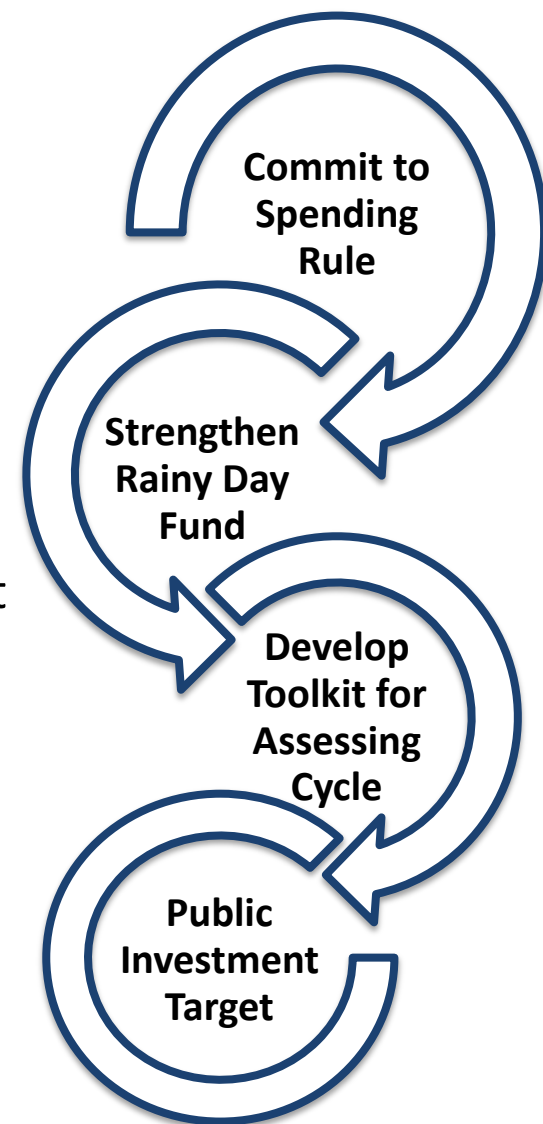 Commit to
Spending
Rule
Strengthen
Rainy Day
Fund
t
Develop
Toolkit for
Assessing
Cycle
Public
Investment
Target